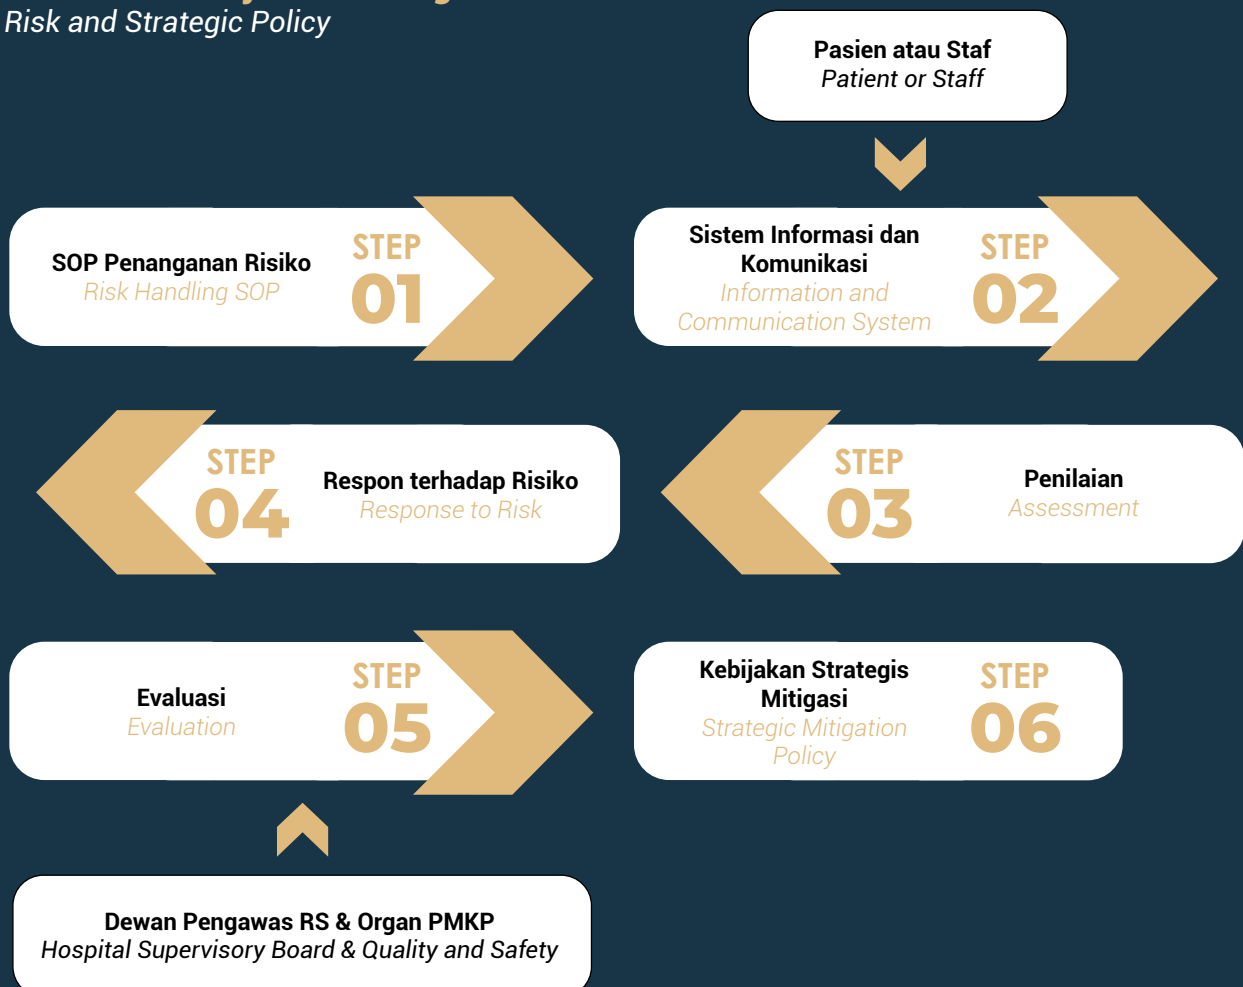 Risk and Strategic Policy
Pasien atau Staf
Patient or Staff
SOP Penanganan Risiko
Risk Handling SOP
STEP
01
Sistem Informasi dan
Komunikasi
Information and
Communication System
STEP
02
STEP
03
Penilaian
Assessment
STEP
04
Respon terhadap Risiko
Response to Risk
Evaluasi
Evaluation
STEP
05
Kebijakan Strategis
Mitigasi
Strategic Mitigation
Policy
STEP
06
Dewan Pengawas RS & Organ PMKP
Hospital Supervisory Board & Quality and Safety